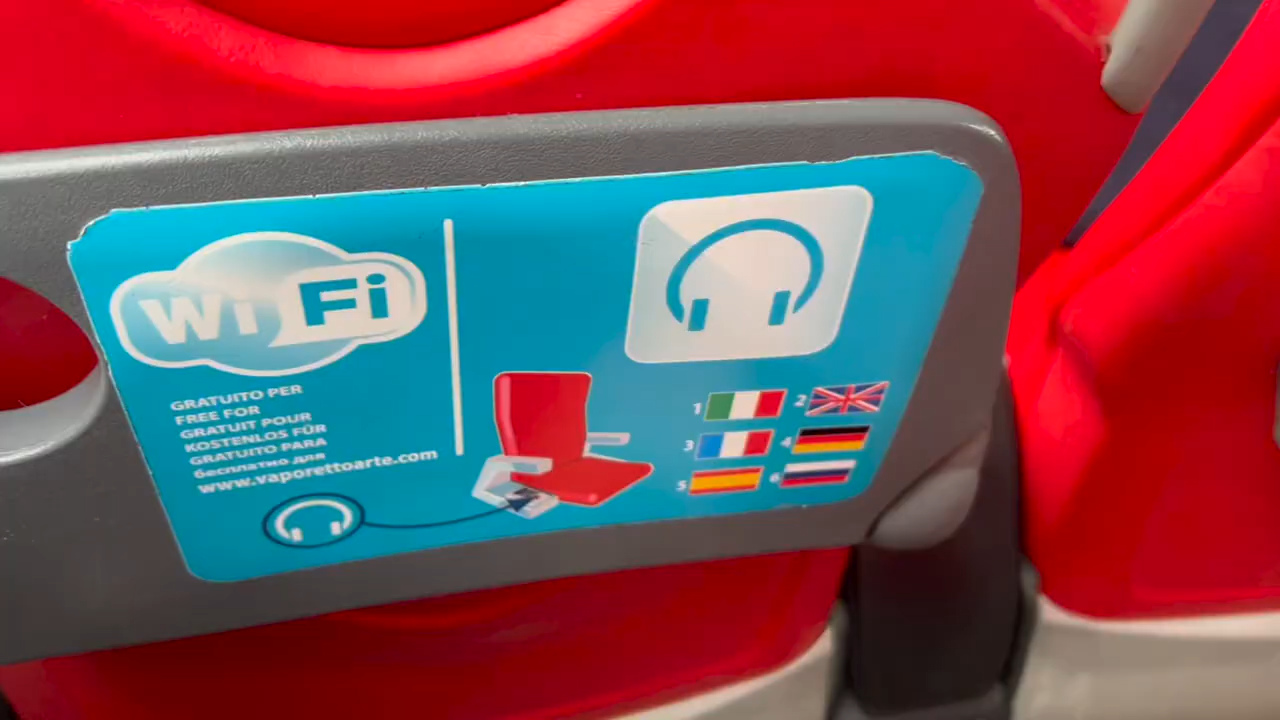 Wi Fi
GRATUITO PER
FREE FOR
GRATUIT POUR
KOSTENLOS FÜR
GRATUITO PARA
бесплатно для
www.vaporettoarte.com
1 2
3 4
5 6